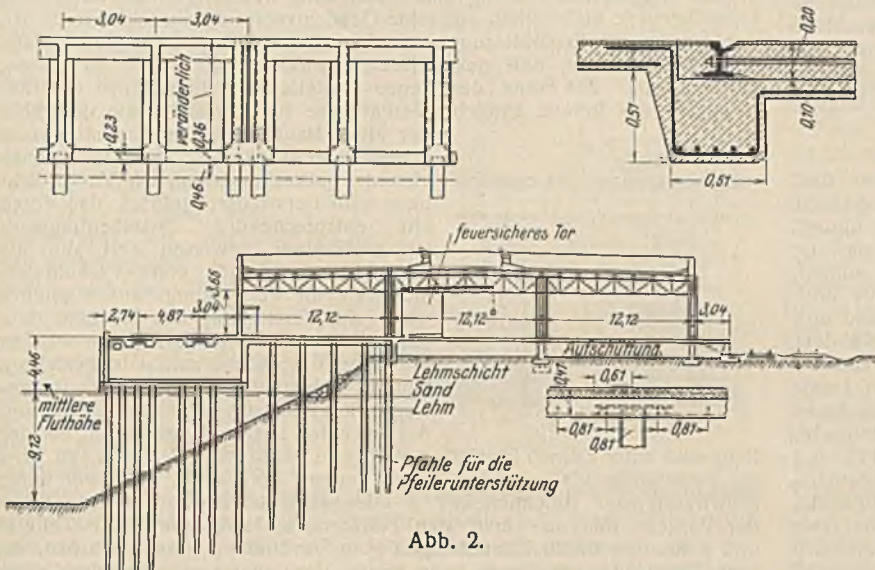 3,04
3,04
0,23
veränderlich
0,36
0,46
0,20
0,10
0,51
0,51
feuersicheres Tor
3,66
2,74
4,87
3,04
12,12
12,12
12,12
3,04
Aufschüttung
4,46
mittlere
Fluthöhe
9,12
Lehmschicht
Sand
Lehm
0,61
0,41
0,81
0,81
0,81
Pfähle für die
Pfeilerunterstützung
Abb. 2.